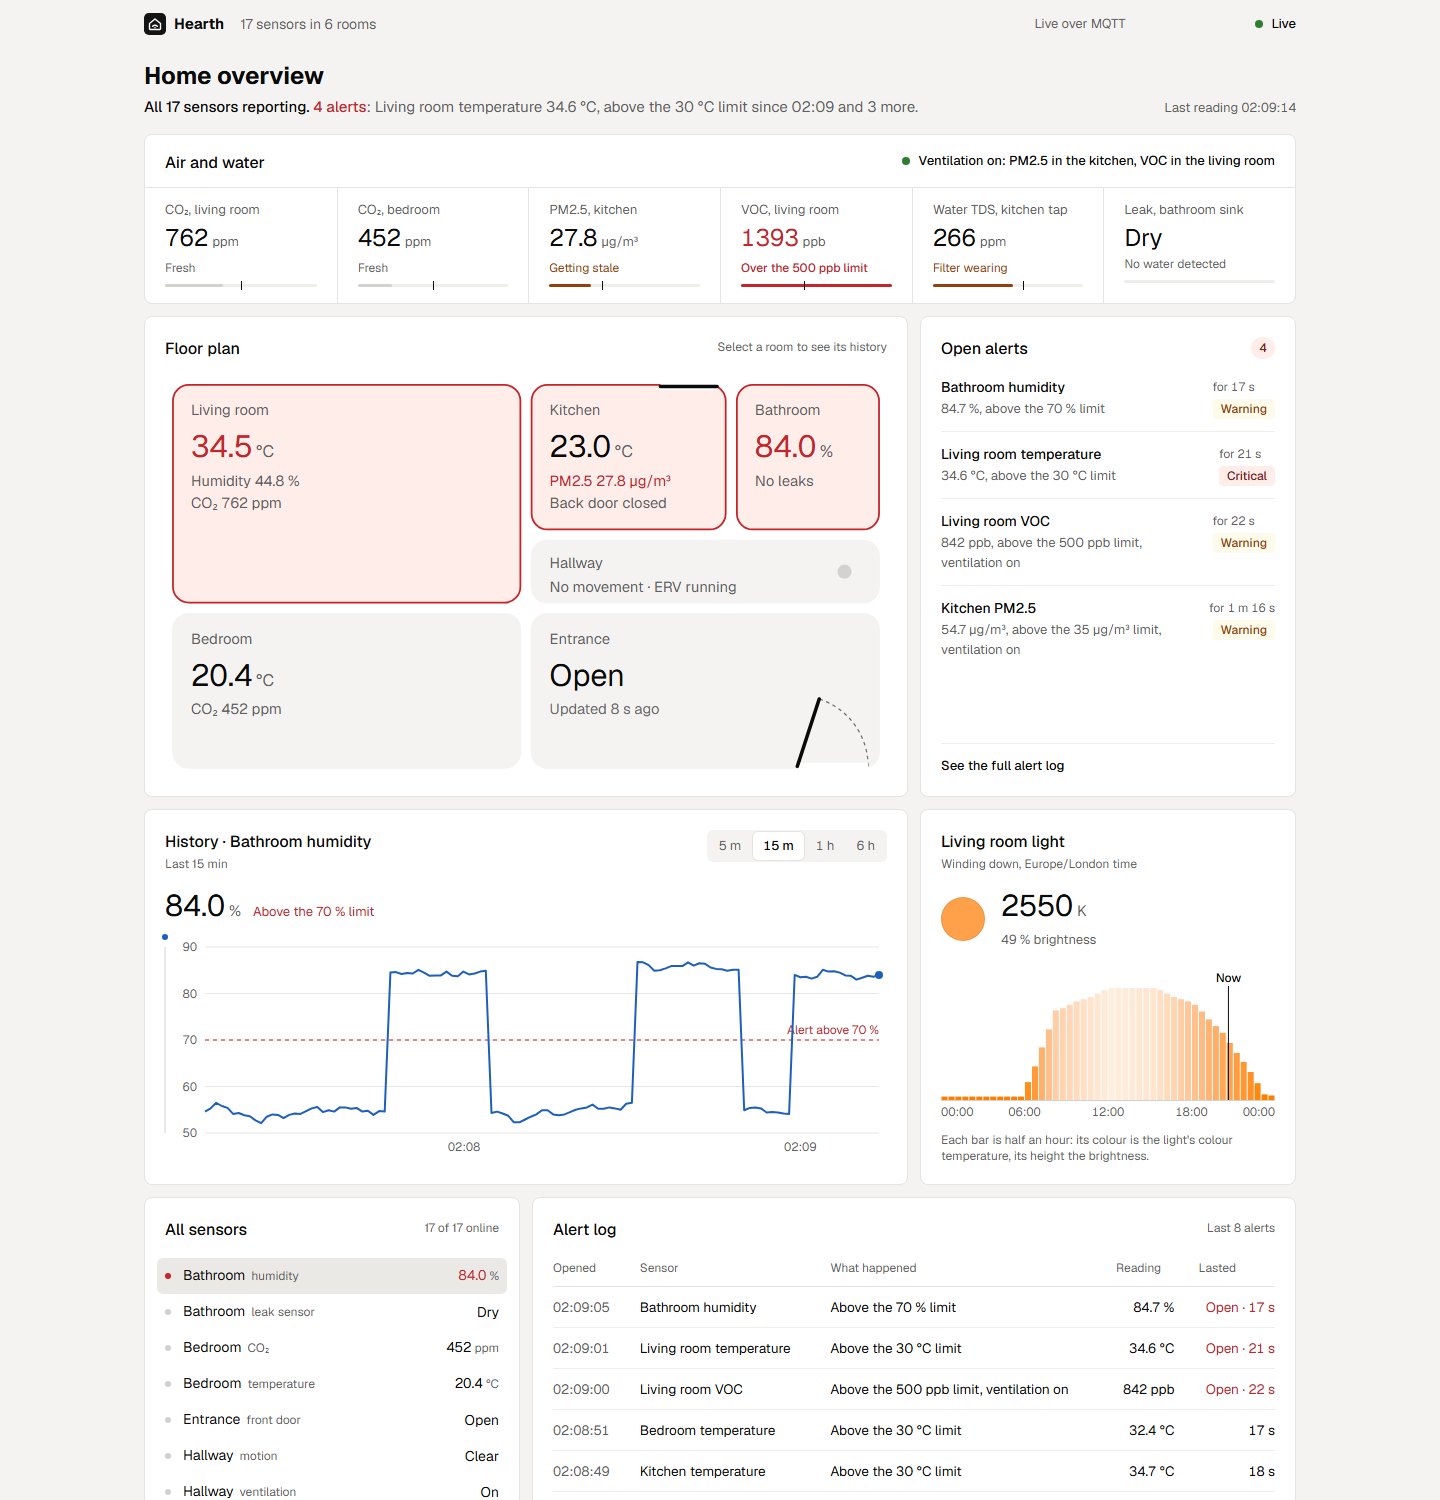 Hearth 17 sensors in 6 rooms Live over MQTT Live
Home overview
All 17 sensors reporting. 4 alerts: Living room temperature 34.6 °C, above the 30 °C limit since 02:09 and 3 more. Last reading 02:09:14
Air and water Ventilation on: PM2.5 in the kitchen, VOC in the living room
CO₂, living room
762 ppm
Fresh
CO₂, bedroom
452 ppm
Fresh
PM2.5, kitchen
27.8 µg/m³
Getting stale
VOC, living room
1393 ppb
Over the 500 ppb limit
Water TDS, kitchen tap
266 ppm
Filter wearing
Leak, bathroom sink
Dry
No water detected
Floor plan Select a room to see its history
Living room
34.5 °C
Humidity 44.8 %
CO₂ 762 ppm
Kitchen
23.0 °C
PM2.5 27.8 µg/m³
Back door closed
Bathroom
84.0 %
No leaks
Hallway
No movement · ERV running
Bedroom
20.4 °C
CO₂ 452 ppm
Entrance
Open
Updated 8 s ago
Open alerts 4
Bathroom humidity for 17 s
84.7 %, above the 70 % limit Warning
Living room temperature for 21 s
34.6 °C, above the 30 °C limit Critical
Living room VOC for 22 s
842 ppb, above the 500 ppb limit, Warning
ventilation on
Kitchen PM2.5 for 1 m 16 s
54.7 µg/m³, above the 35 µg/m³ limit, Warning
ventilation on
See the full alert log
History · Bathroom humidity 5 m 15 m 1 h 6 h
Last 15 min
84.0 % Above the 70 % limit
90
80
Alert above 70 %
70
60
50
02:08 02:09
Living room light
Winding down, Europe/London time
2550 K
49 % brightness
Now
00:00 06:00 12:00 18:00 00:00
Each bar is half an hour: its colour is the light's colour
temperature, its height the brightness.
All sensors 17 of 17 online
Bathroom humidity 84.0 %
Bathroom leak sensor Dry
Bedroom CO₂ 452 ppm
Bedroom temperature 20.4 °C
Entrance front door Open
Hallway motion Clear
Hallway ventilation On
Alert log Last 8 alerts
Opened Sensor What happened Reading Lasted
02:09:05 Bathroom humidity Above the 70 % limit 84.7 % Open · 17 s
02:09:01 Living room temperature Above the 30 °C limit 34.6 °C Open · 21 s
02:09:00 Living room VOC Above the 500 ppb limit, ventilation on 842 ppb Open · 22 s
02:08:51 Bedroom temperature Above the 30 °C limit 32.4 °C 17 s
02:08:49 Kitchen temperature Above the 30 °C limit 34.7 °C 18 s